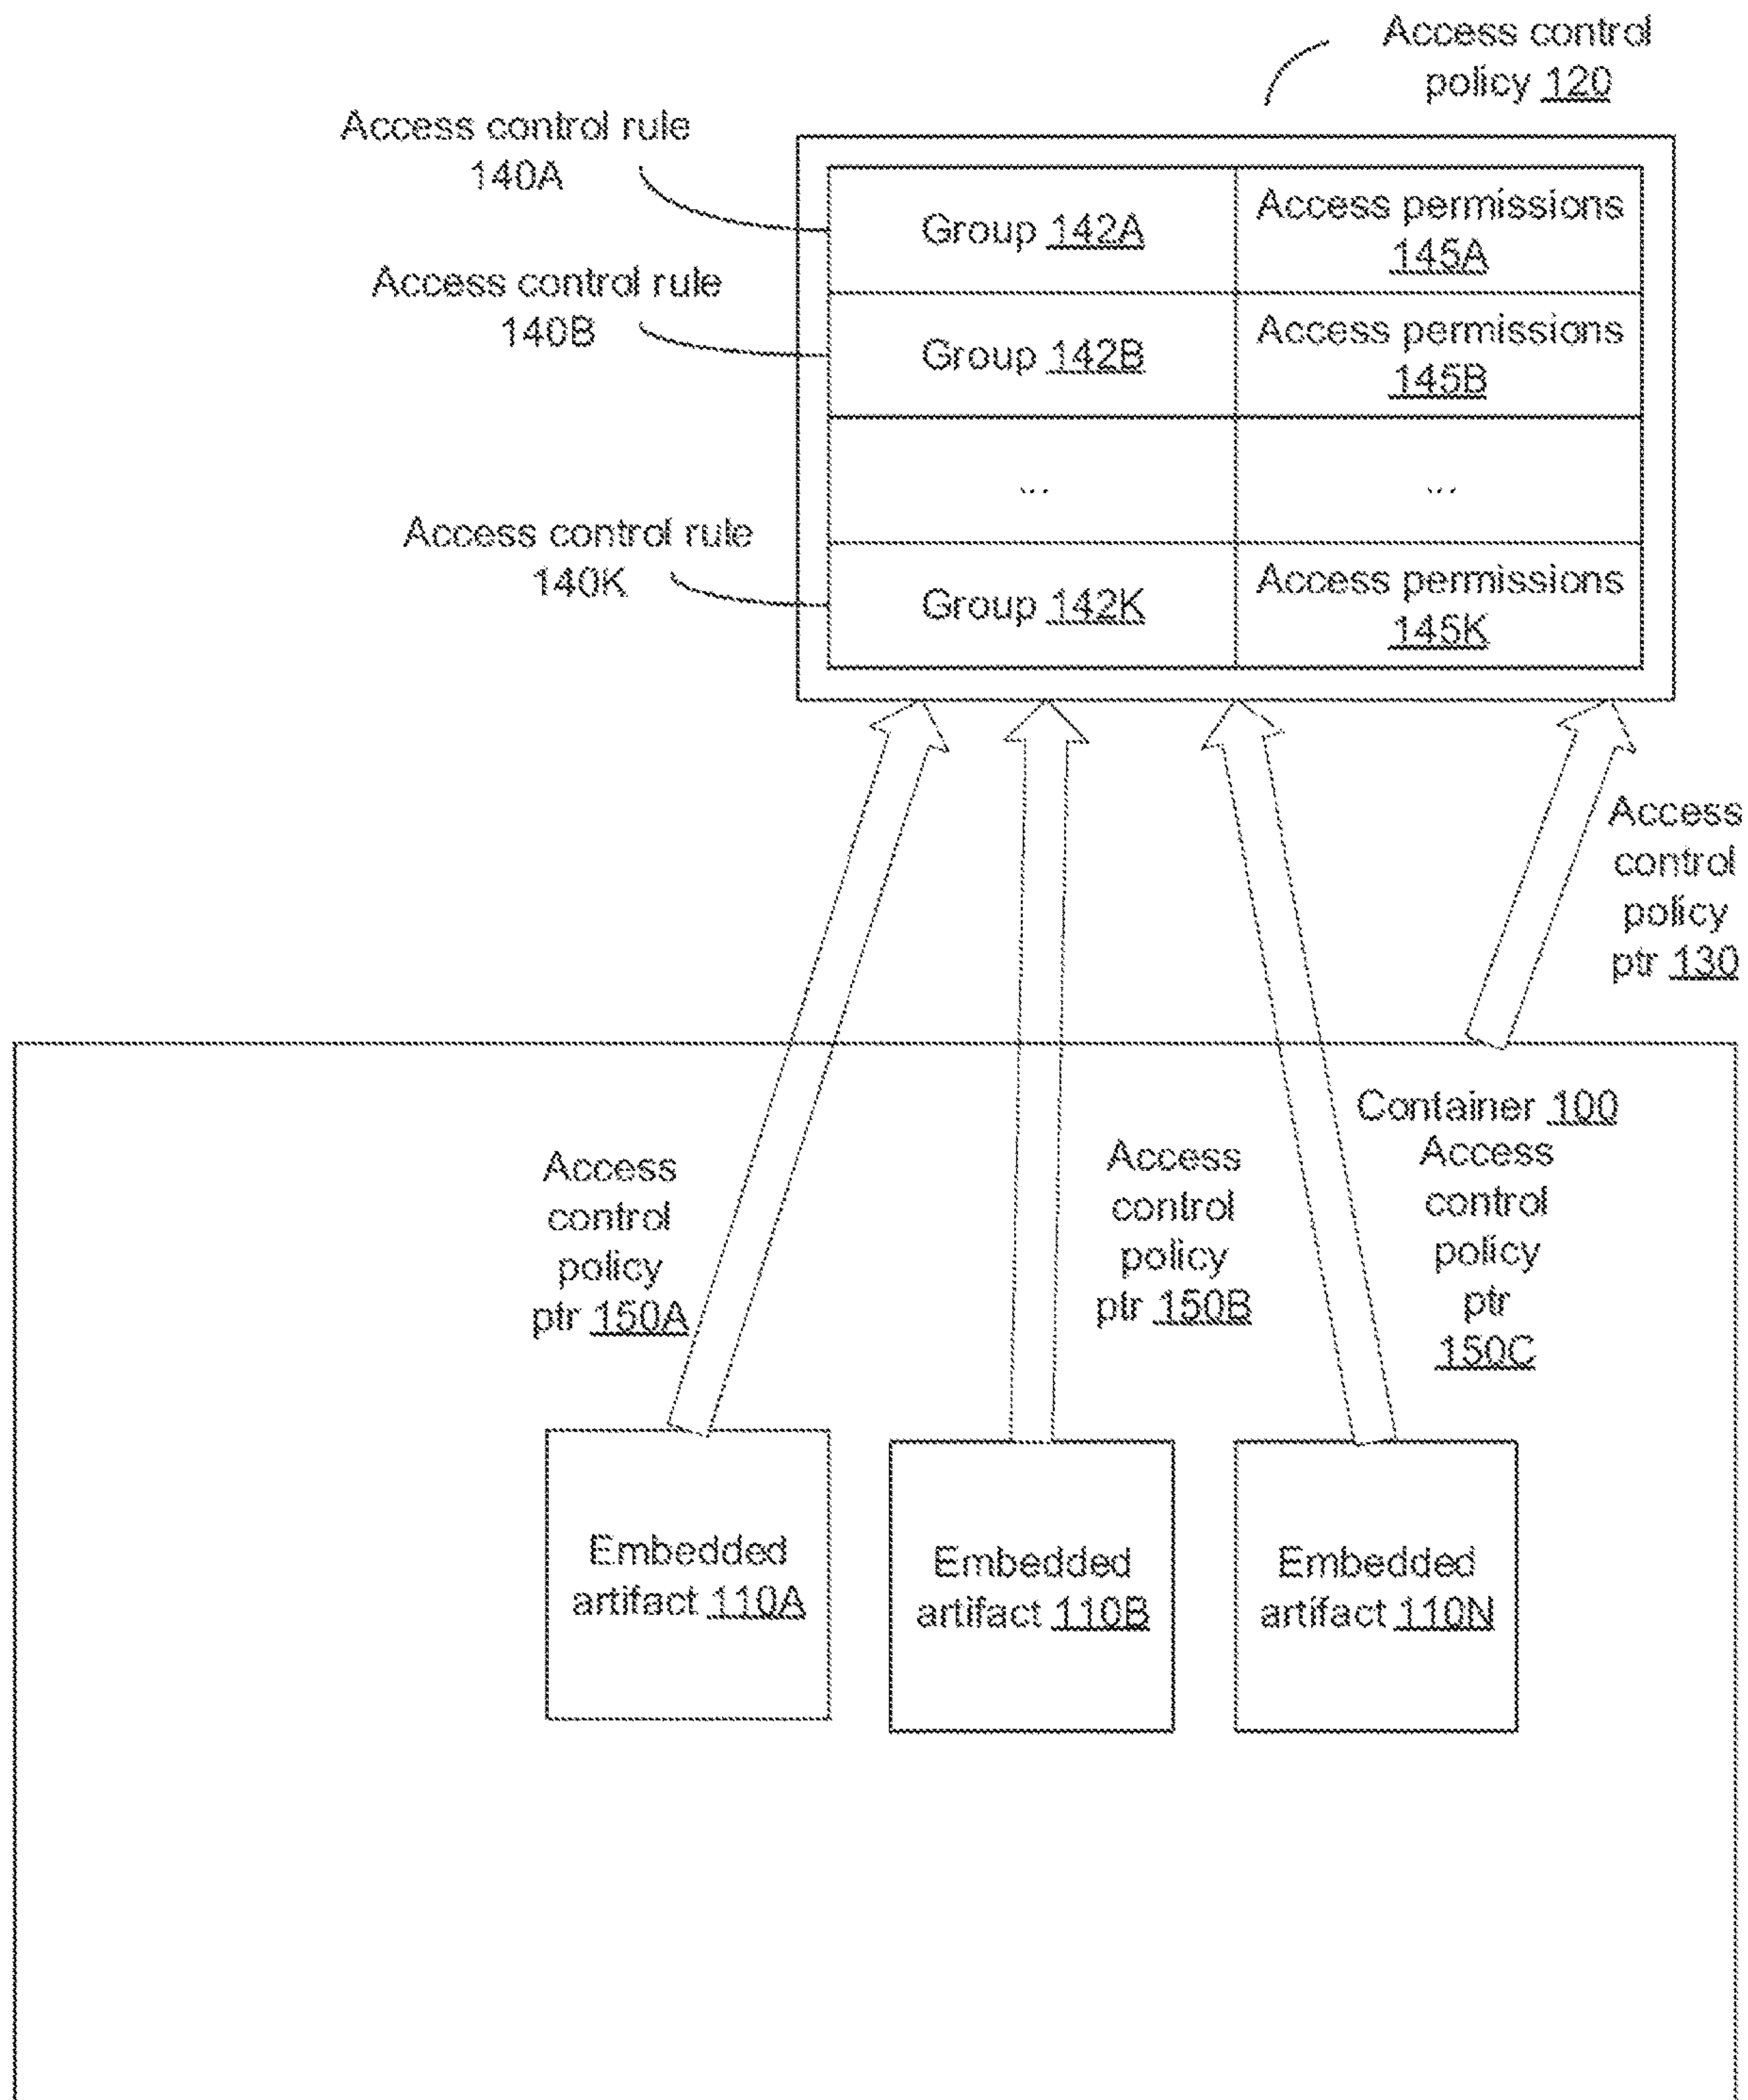 Access control
policy 120
Access control rule
140A
Group 142A
Access permissions
145A
Access control rule
140B
Group 142B
Access permissions
145B
...
...
Access control rule
140K
Group 142K
Access permissions
145K
Access
control
policy
ptr 130
Container 100
Access
control
policy
ptr 150A
Access
control
policy
ptr 150B
Access
control
policy
ptr
150C
Embedded
artifact 110A
Embedded
artifact 110B
Embedded
artifact 110N